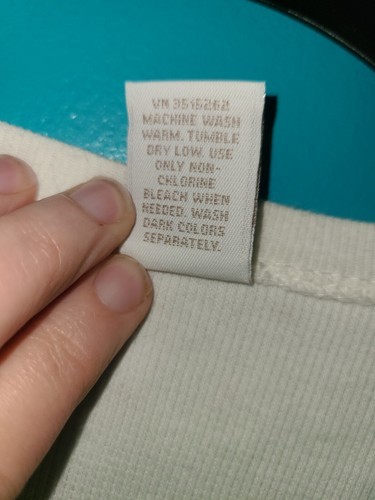 VN 3515262
MACHINE WASH
WARM. TUMBLE
DRY LOW. USE
ONLY NON-
CHLORINE
BLEACH WHEN
NEEDED. WASH
DARK COLORS
SEPARATELY.